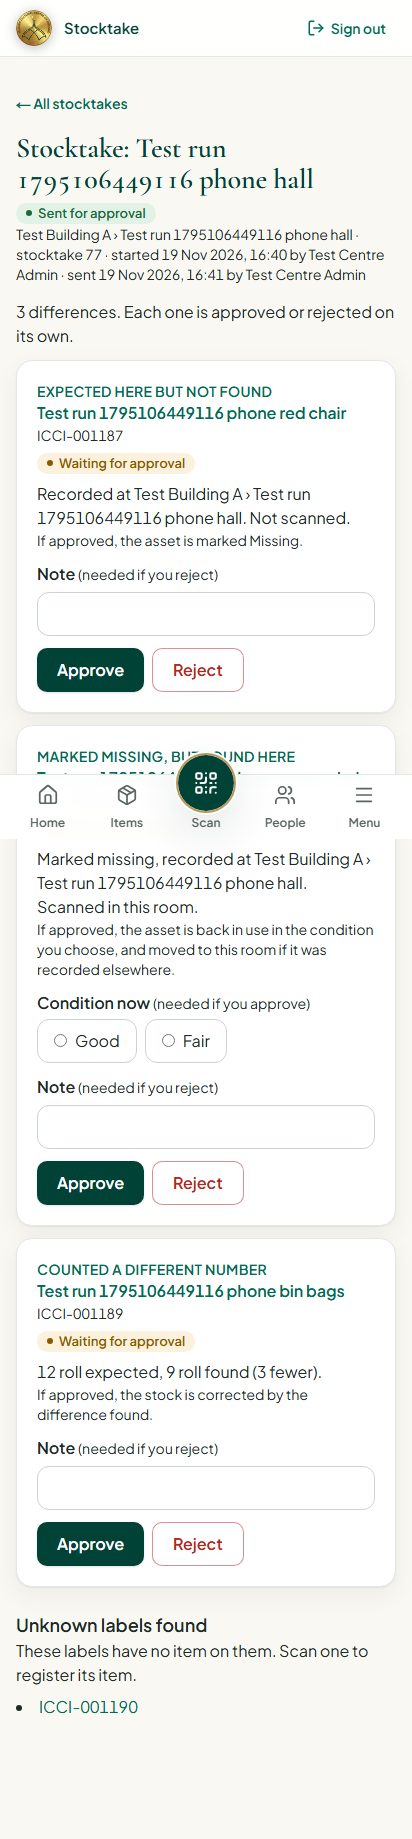 Stocktake
Sign out
← All stocktakes
Stocktake: Test run
1795106449116 phone hall
Sent for approval
Test Building A › Test run 1795106449116 phone hall ·
stocktake 77 · started 19 Nov 2026, 16:40 by Test Centre
Admin · sent 19 Nov 2026, 16:41 by Test Centre Admin
3 differences. Each one is approved or rejected on
its own.
EXPECTED HERE BUT NOT FOUND
Test run 1795106449116 phone red chair
ICCI-001187
Waiting for approval
Recorded at Test Building A › Test run
1795106449116 phone hall. Not scanned.
If approved, the asset is marked Missing.
Note (needed if you reject)
Approve
Reject
MARKED MISSING, BUT FOUND HERE
Home
Items
Scan
People
Menu
Marked missing, recorded at Test Building A ›
Test run 1795106449116 phone hall.
Scanned in this room.
If approved, the asset is back in use in the condition
you choose, and moved to this room if it was
recorded elsewhere.
Condition now (needed if you approve)
Good
Fair
Note (needed if you reject)
Approve
Reject
COUNTED A DIFFERENT NUMBER
Test run 1795106449116 phone bin bags
ICCI-001189
Waiting for approval
12 roll expected, 9 roll found (3 fewer).
If approved, the stock is corrected by the
difference found.
Note (needed if you reject)
Approve
Reject
Unknown labels found
These labels have no item on them. Scan one to
register its item.
ICCI-001190